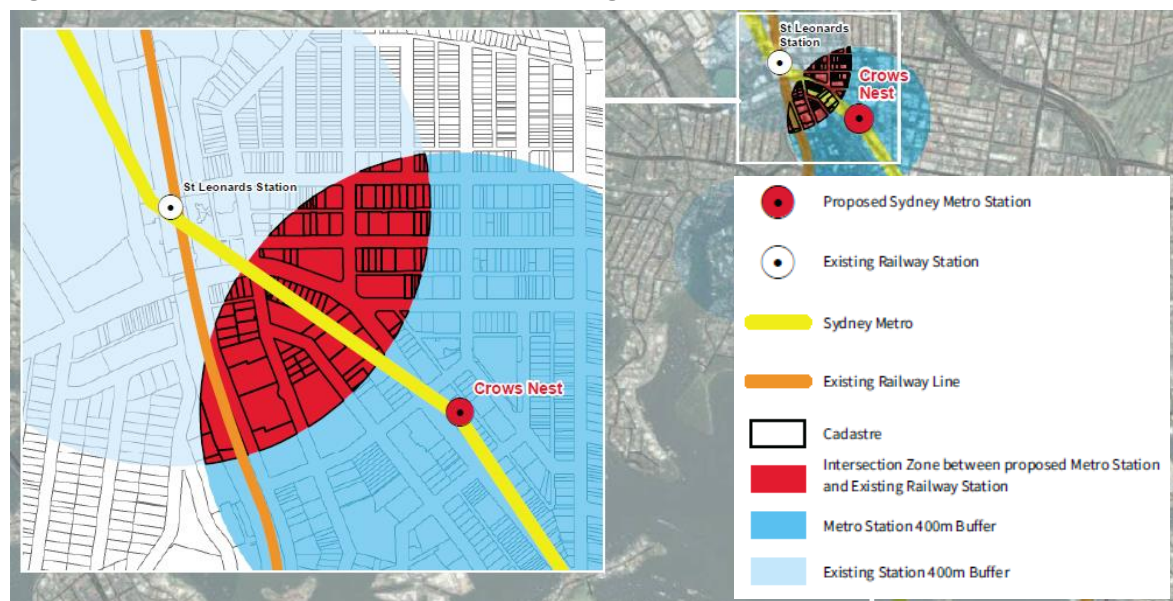 St Leonards Station
Crows Nest
St Leonards
Station
Crows
Nest
Proposed Sydney Metro Station
Existing Railway Station
Sydney Metro
Existing Railway Line
Cadastre
Intersection Zone between proposed Metro Station
and Existing Railway Station
Metro Station 400m Buffer
Existing Station 400m Buffer